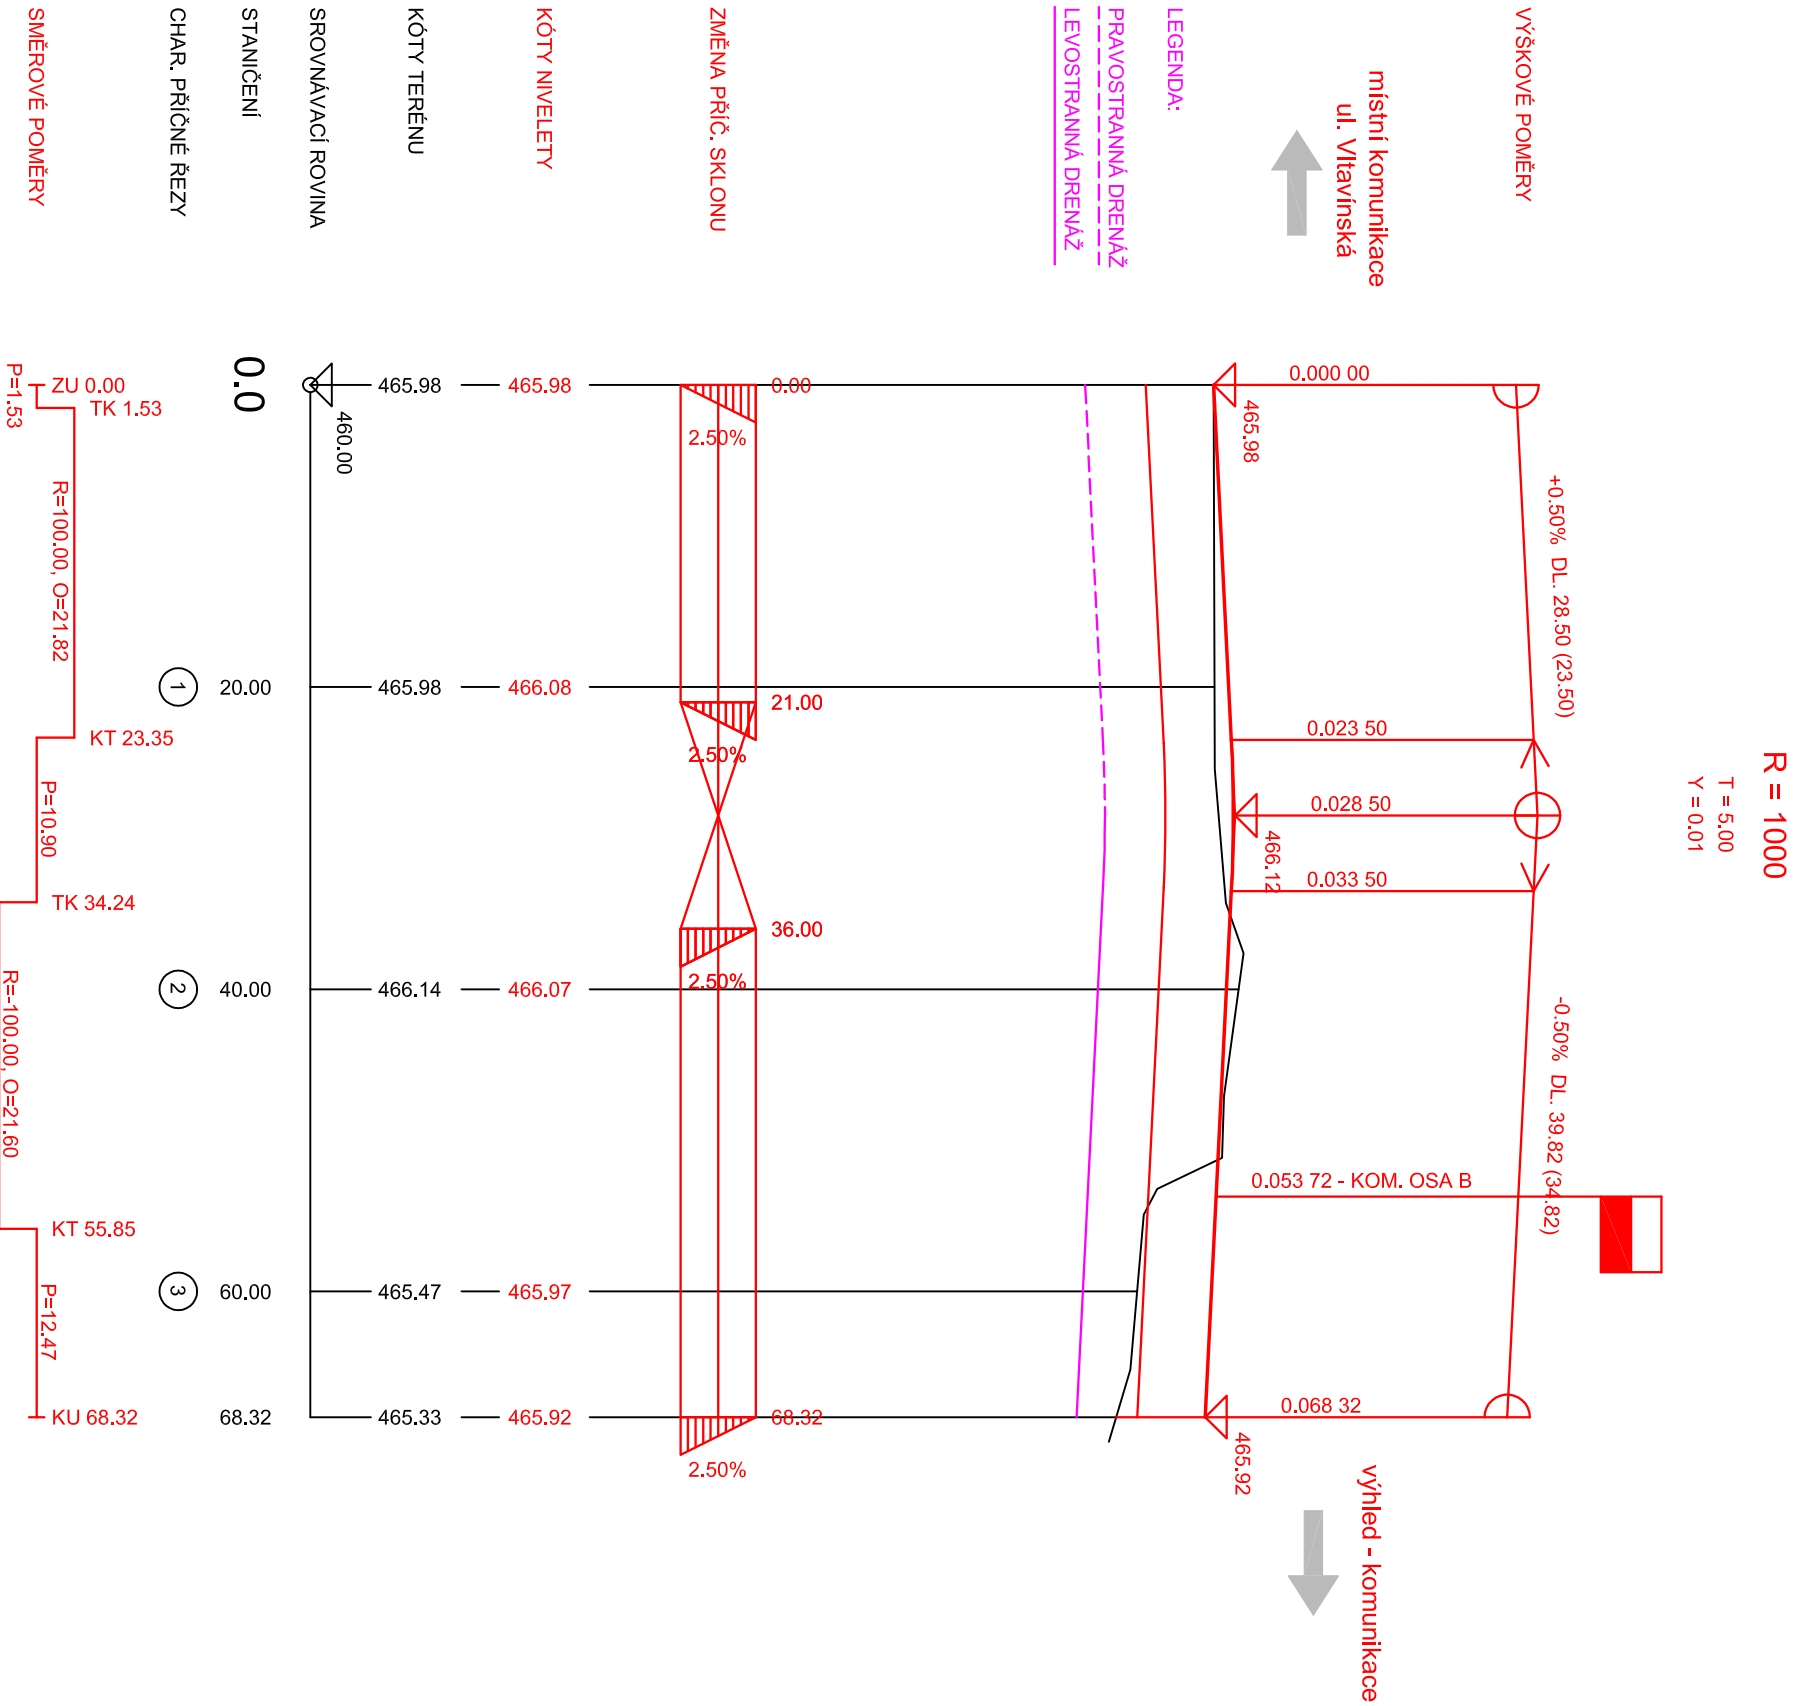 R = 1000
T = 5.00
Y = 0.01
VÝŠKOVÉ POMĚRY
+0.50%  DL. 28.50 (23.50)
-0.50%  DL. 39.82 (34.82)
místní komunikace
ul. Vltavínská
výhled - komunikace
0.000 00
0.023 50
0.028 50
0.033 50
0.053 72 - KOM. OSA B
0.068 32
465.98
466.12
465.92
LEGENDA:
PRAVOSTRANNÁ DRENÁŽ
LEVOSTRANNÁ DRENÁŽ
ZMĚNA PŘÍČ. SKLONU
0.00
21.00
36.00
68.32
2.50%
2.50%
2.50%
2.50%
KÓTY NIVELETY
465.98
466.08
466.07
465.97
465.92
KÓTY TERÉNU
465.98
465.98
466.14
465.47
465.33
SROVNÁVACÍ ROVINA
460.00
STANIČENÍ
0.0
20.00
40.00
60.00
68.32
CHAR. PŘÍČNÉ ŘEZY
1
2
3
SMĚROVÉ POMĚRY
ZU 0.00
P=1.53
TK 1.53
R=100.00, O=21.82
KT 23.35
P=10.90
TK 34.24
R=-100.00, O=21.60
KT 55.85
P=12.47
KU 68.32